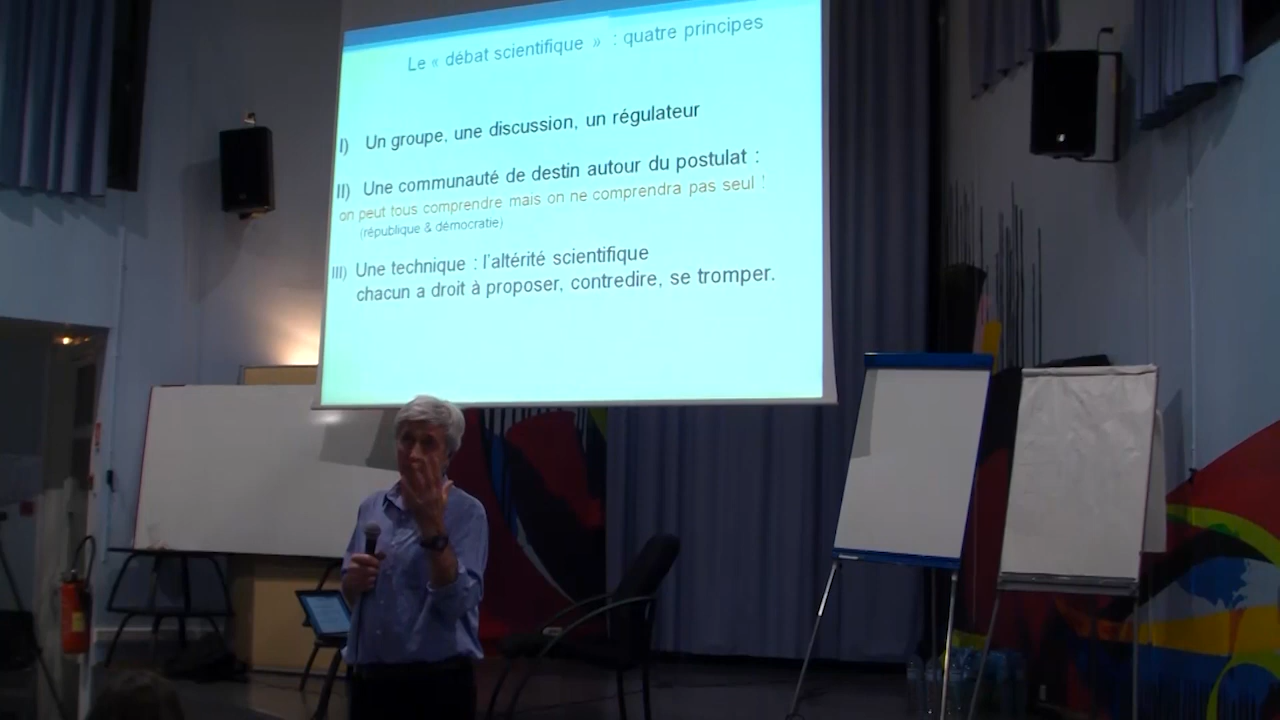 Le « débat scientifique » : quatre principes
I) Un groupe, une discussion, un régulateur
II) Une communauté de destin autour du postulat :
on peut tous comprendre mais on ne comprendra pas seul !
(république & démocratie)
III) Une technique : l'altérité scientifique
chacun a droit à proposer, contredire, se tromper.